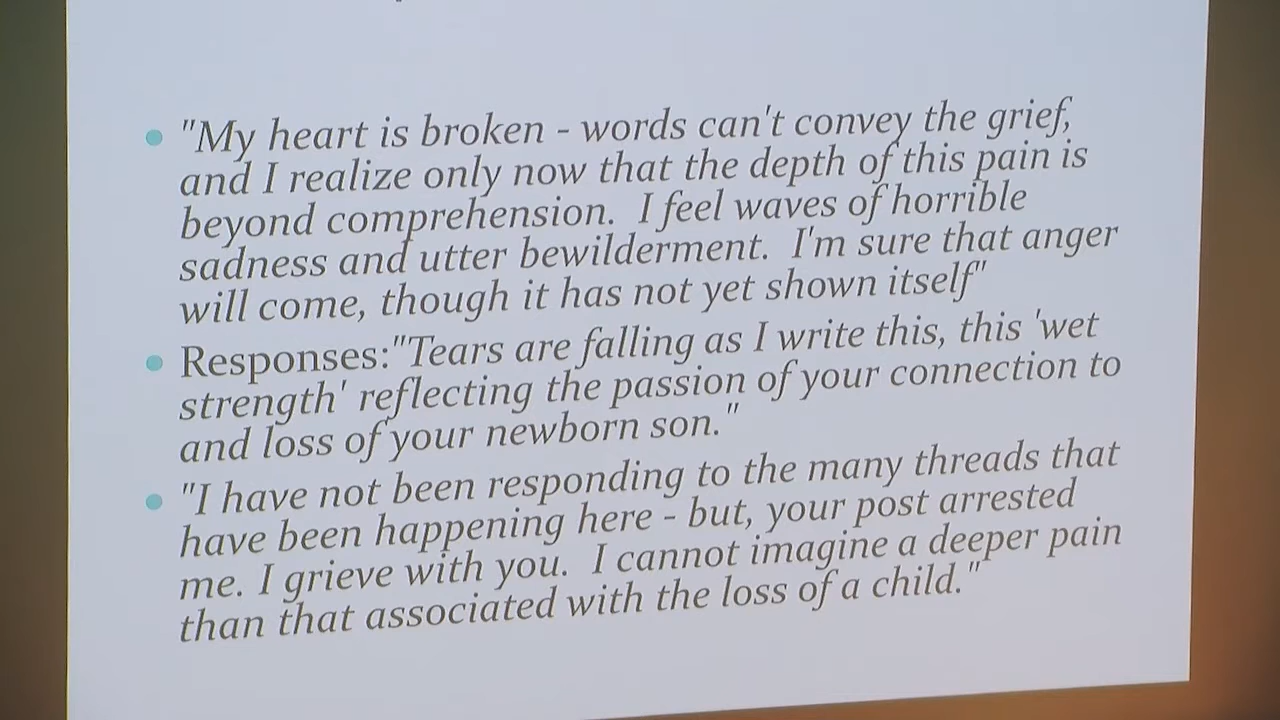 "My heart is broken - words can't convey the grief,
and I realize only now that the depth of this pain is
beyond comprehension. I feel waves of horrible
sadness and utter bewilderment. I'm sure that anger
will come, though it has not yet shown itself"
Responses:"Tears are falling as I write this, this 'wet
strength' reflecting the passion of your connection to
and loss of your newborn son."
"I have not been responding to the many threads that
have been happening here - but, your post arrested
me. I grieve with you. I cannot imagine a deeper pain
than that associated with the loss of a child."